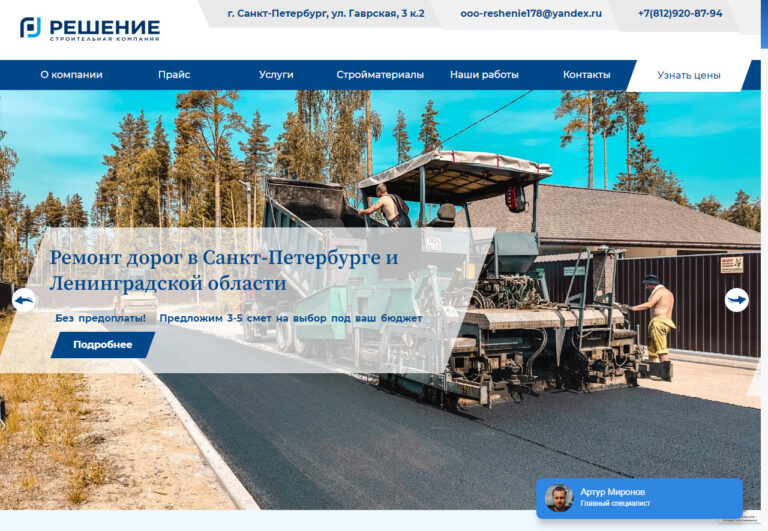 РЕШЕНИЕ
СТРОИТЕЛЬНАЯ КОМПАНИЯ
г. Санкт-Петербург, ул. Гаврская, 3 к.2
ooo-reshenie178@yandex.ru
+7(812)920-87-94
О компании
Прайс
Услуги
Стройматериалы
Наши работы
Контакты
Узнать цены
Ремонт дорог в Санкт-Петербурге и
Ленинградской области
Без предоплаты! Предложим 3-5 смет на выбор под ваш бюджет
Подробнее
Артур Миронов
Главный специалист